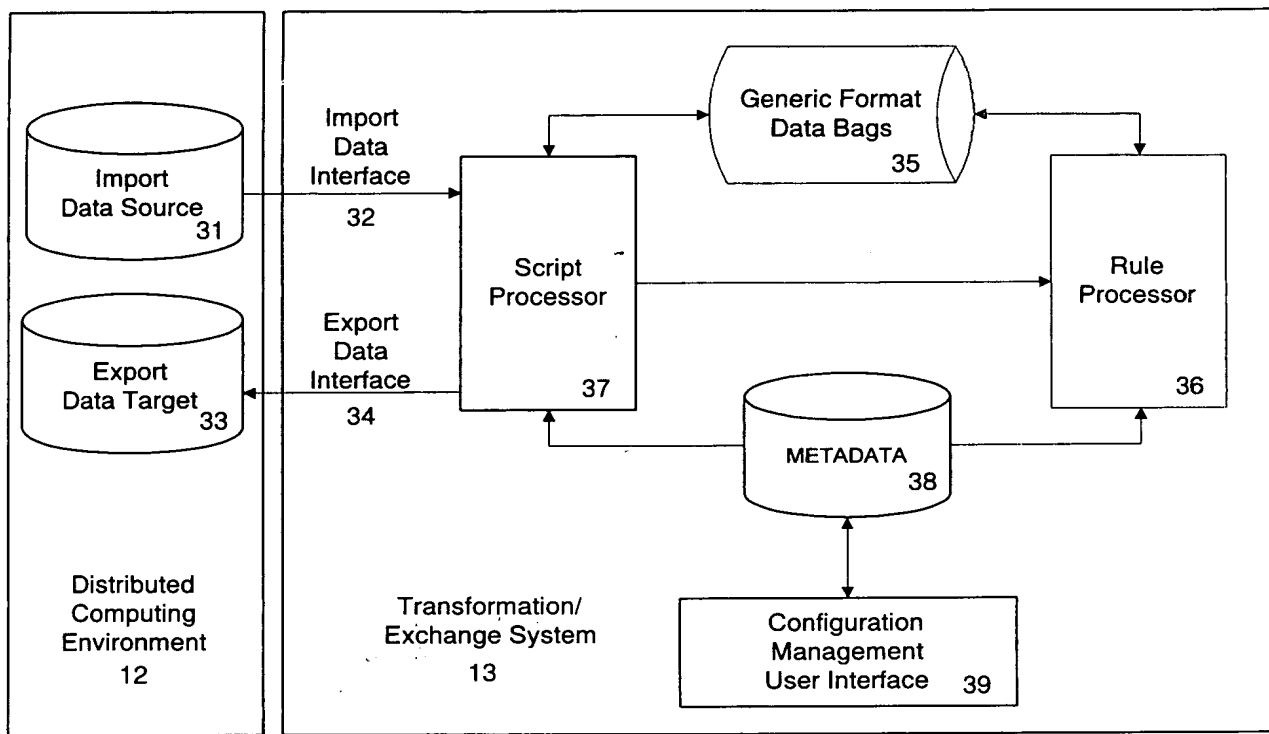 Import
Data Source
31
Export
Data Target
33
Distributed
Computing
Environment
12
Import
Data
Interface
32
Export
Data
Interface
34
Script
Processor
37
Generic Format
Data Bags
35
Rule
Processor
36
METADATA
38
Transformation/
Exchange System
13
Configuration
Management
User Interface
39